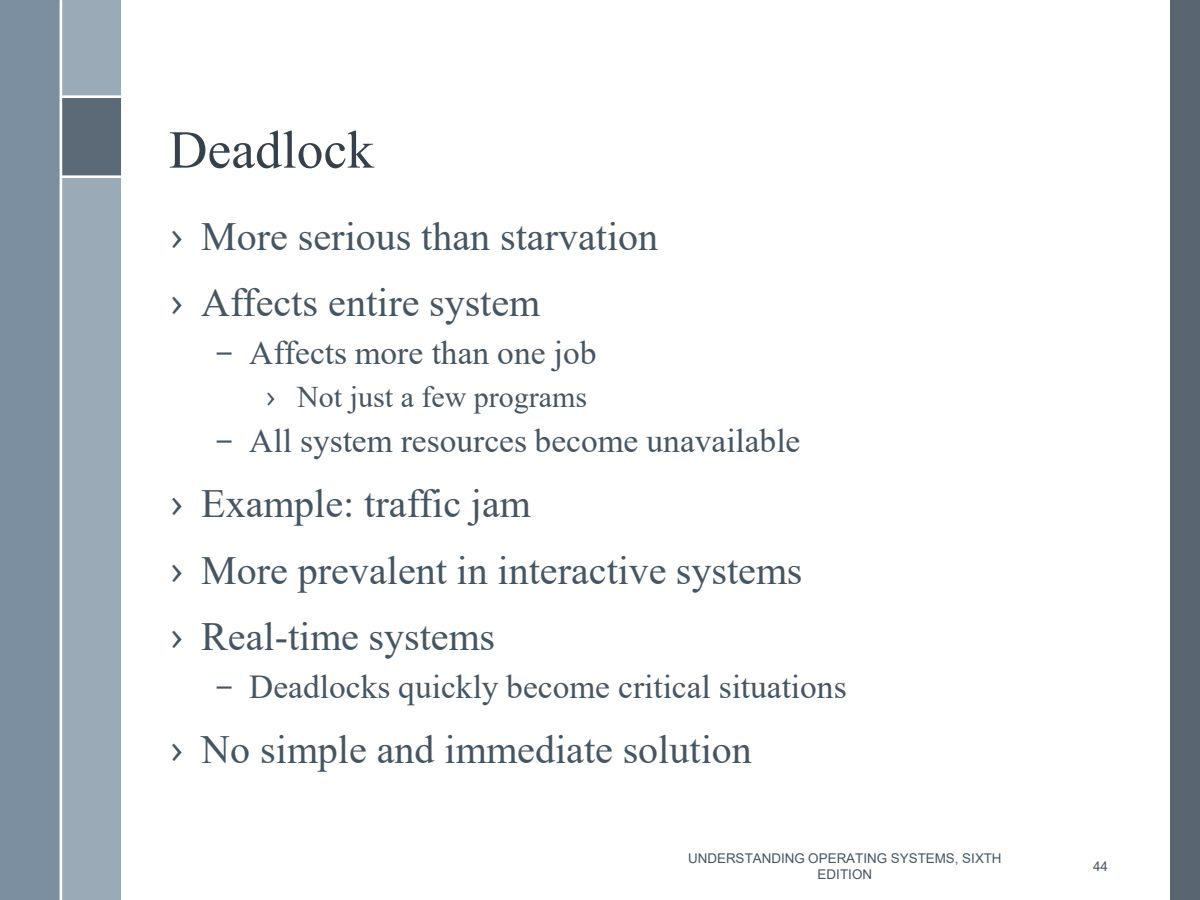 Deadlock
› More serious than starvation
› Affects entire system
– Affects more than one job
› Not just a few programs
– All system resources become unavailable
› Example: traffic jam
› More prevalent in interactive systems
› Real-time systems
– Deadlocks quickly become critical situations
› No simple and immediate solution
UNDERSTANDING OPERATING SYSTEMS, SIXTH
EDITION
44